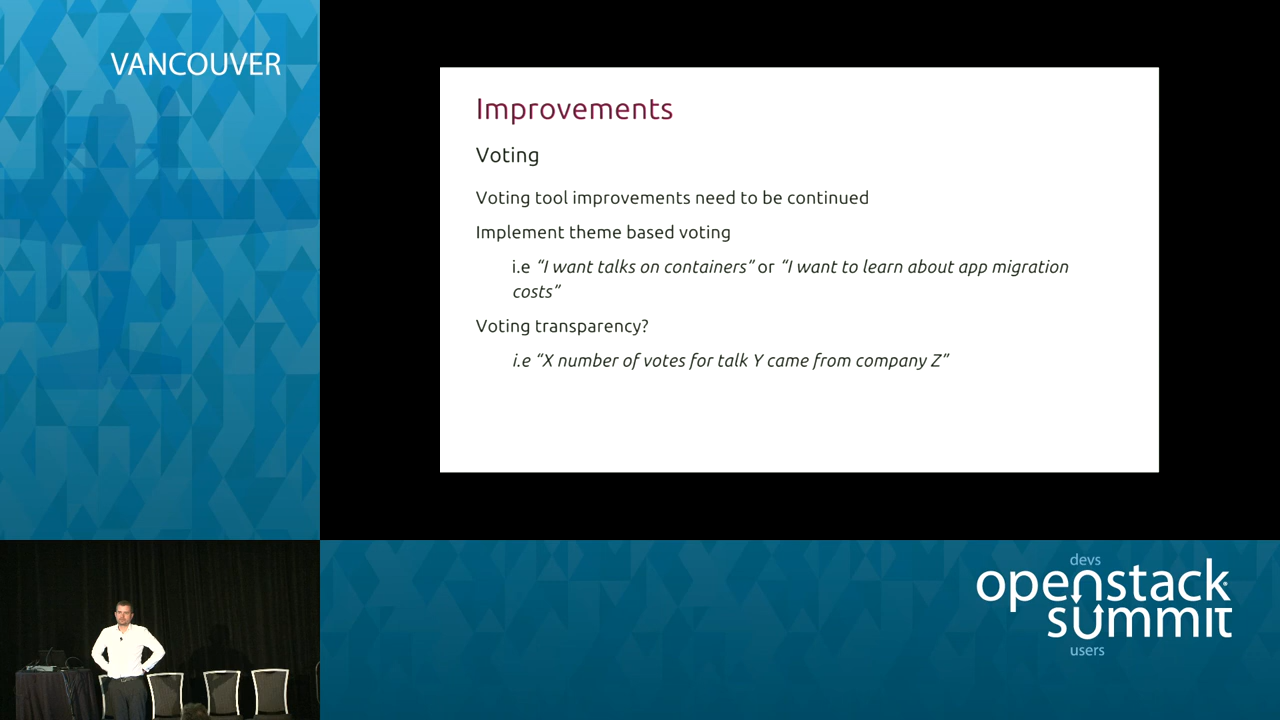 VANCOUVER
Improvements
Voting
Voting tool improvements need to be continued
Implement theme based voting
i.e “I want talks on containers” or “I want to learn about app migration
costs”
Voting transparency?
i.e “X number of votes for talk Y came from company Z”
devs
openstack
summit
users